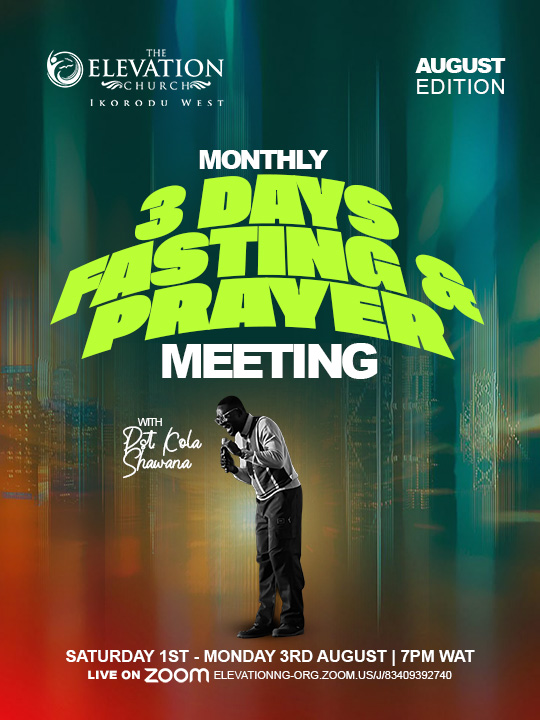 THE
ELEVATION
CHURCH
IKORODU WEST
AUGUST
EDITION
MONTHLY
3 DAYS
FASTING &
PRAYER
MEETING
WITH
Pst Kola
Shawana
SATURDAY 1ST - MONDAY 3RD AUGUST | 7PM WAT
LIVE ON zoom ELEVATIONNG-ORG.ZOOM.US/J/83409392740